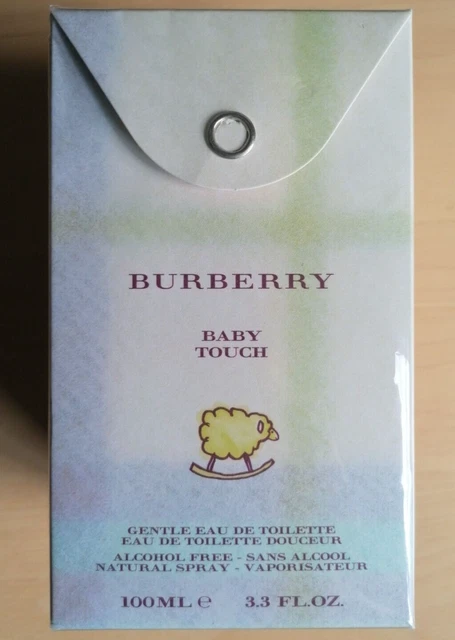 BURBERRY
BABY
TOUCH
GENTLE EAU DE TOILETTE
EAU DE TOILETTE DOUCEUR
ALCOHOL FREE - SANS ALCOOL
NATURAL SPRAY - VAPORISATEUR
100ML ℮ 3.3 FL.OZ.